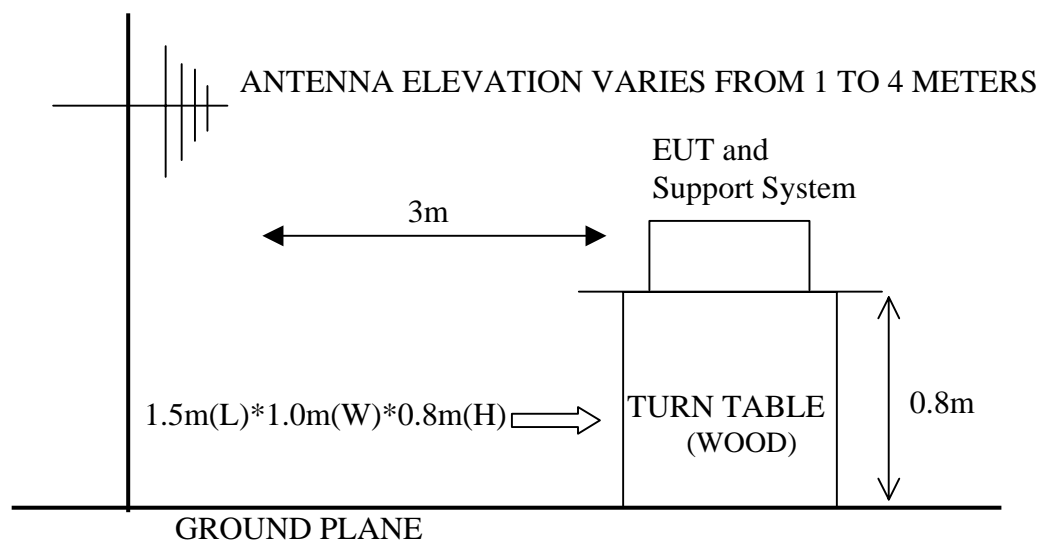 ANTENNA ELEVATION VARIES FROM 1 TO 4 METERS
EUT and
Support System
3m
1.5m(L)*1.0m(W)*0.8m(H)
TURN TABLE
(WOOD)
0.8m
GROUND PLANE